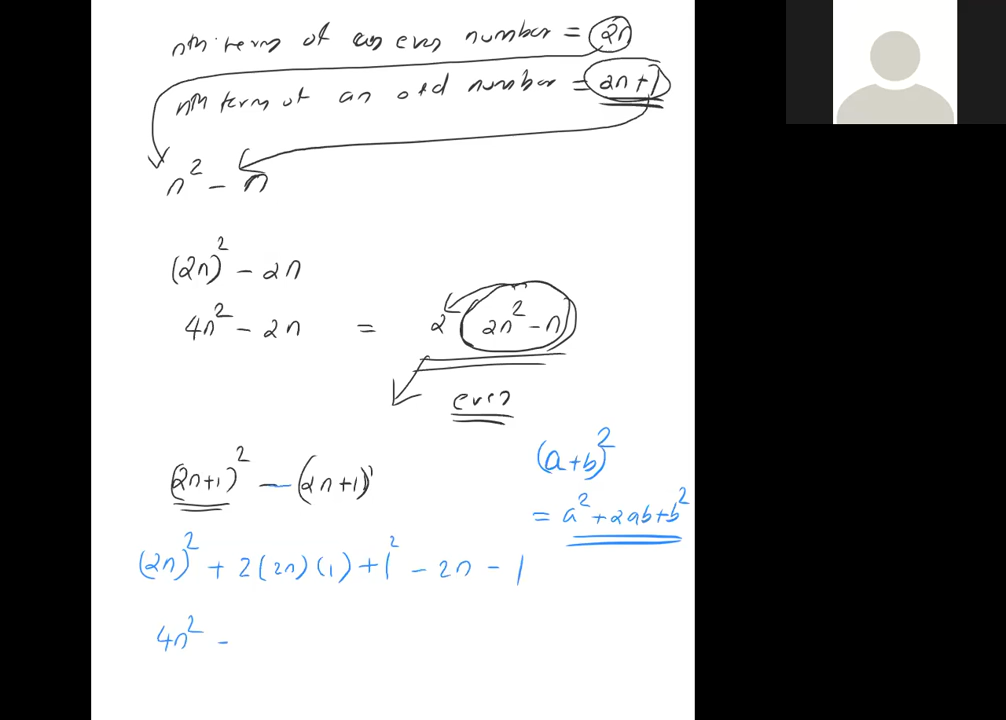 nth term of an even number = 2n
nth term of an odd number = 2n+1
n² - n
(2n)² - 2n
4n² - 2n = 2(2n² - n)
even
(2n+1)² - (2n+1)
(a+b)²
= a² + 2ab + b²
(2n)² + 2(2n)(1) + 1² - 2n - 1
4n² -